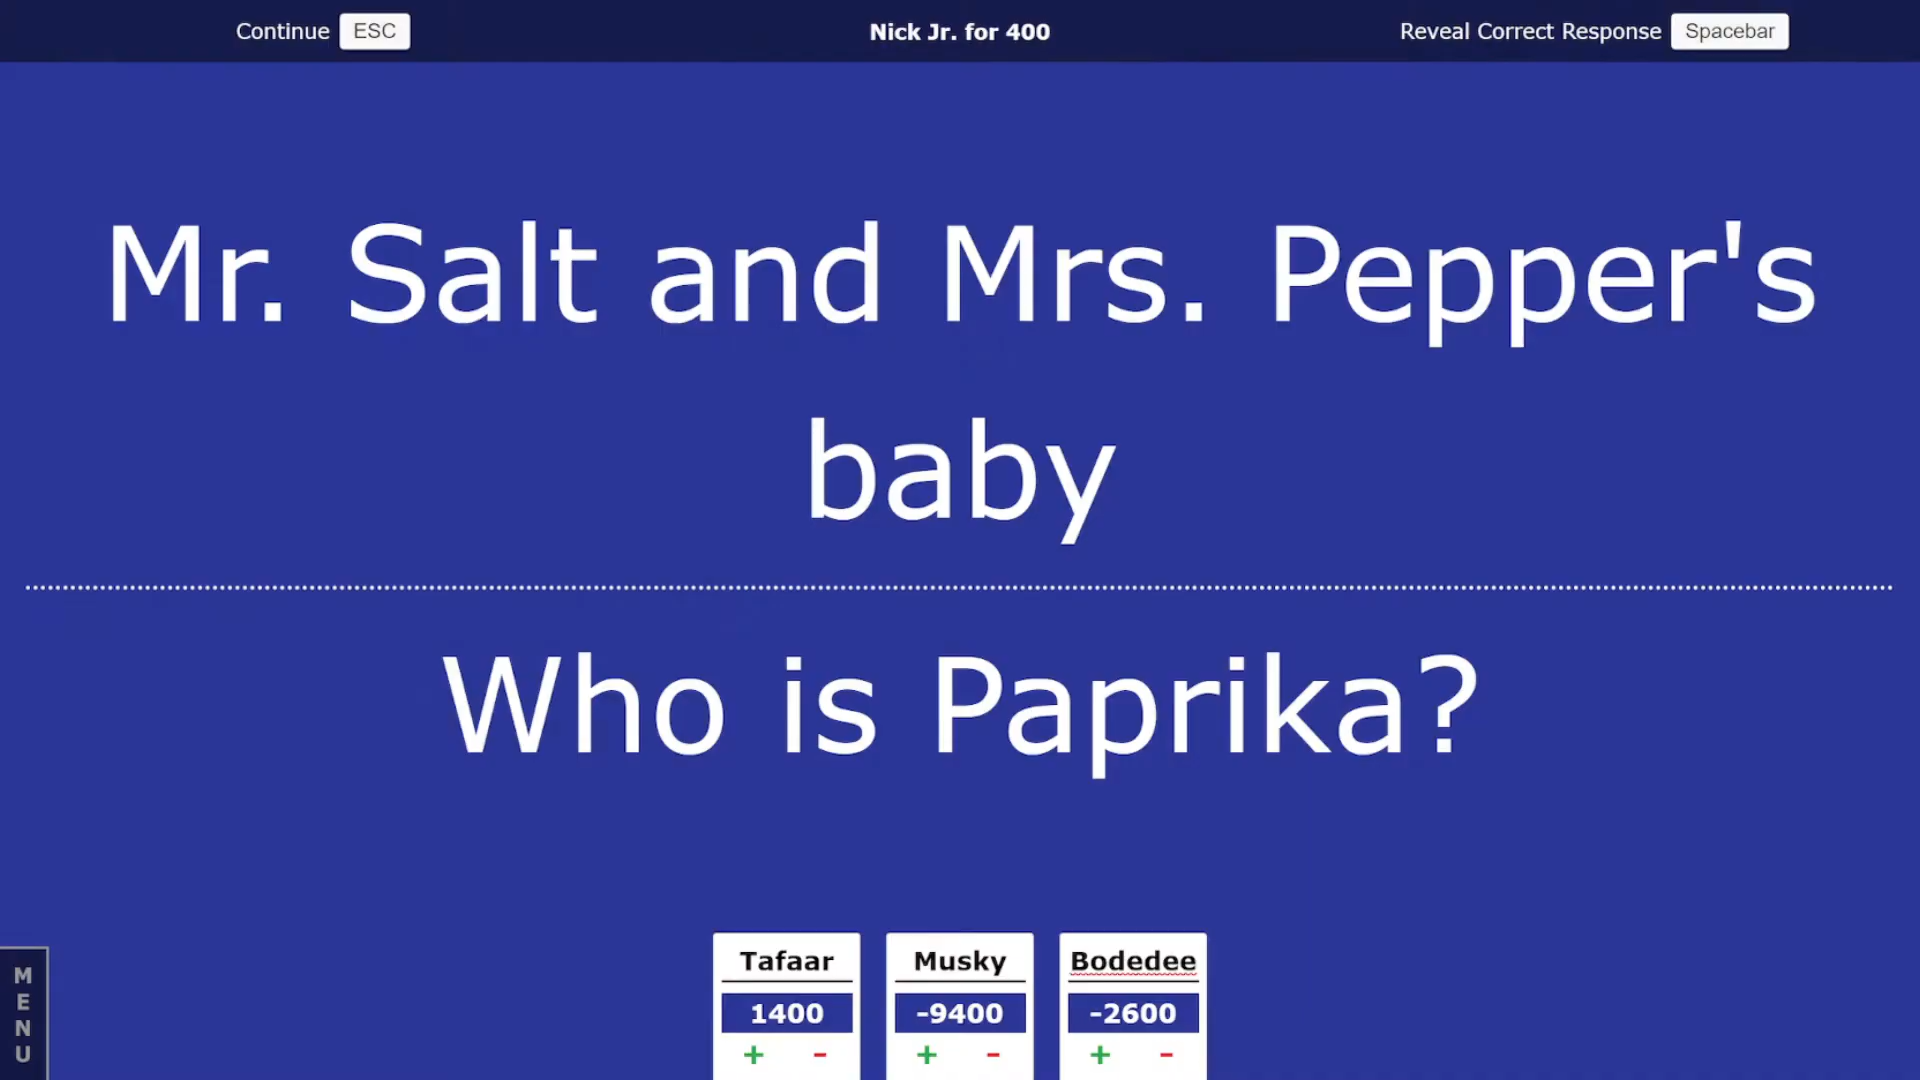 Continue ESC Nick Jr. for 400 Reveal Correct Response Spacebar
Mr. Salt and Mrs. Pepper's
baby
Who is Paprika?
Tafaar Musky Bodedee
1400 -9400 -2600
+ - + - + -
MENU